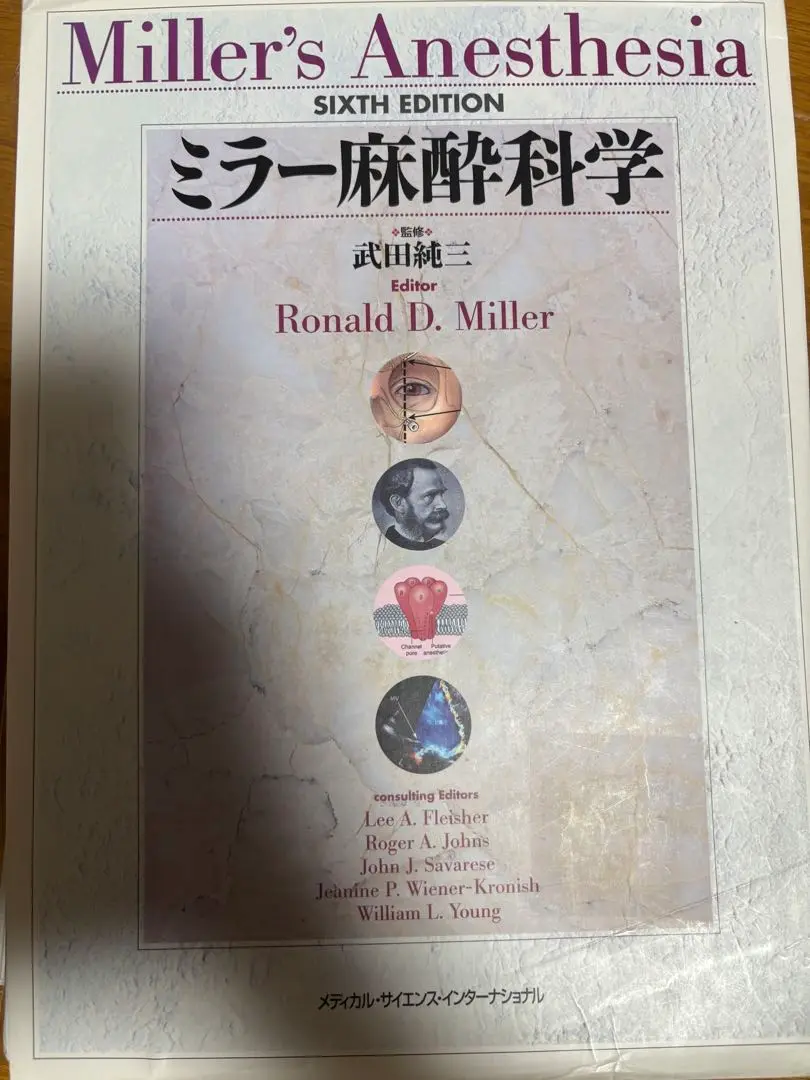 Miller's Anesthesia
SIXTH EDITION
ミラー麻酔科学
❖監修❖
武田純三
Editor
Ronald D. Miller
Channel Putative
pure anesthetic
MV
consulting Editors
Lee A. Fleisher
Roger A. Johns
John J. Savarese
Jeanine P. Wiener-Kronish
William L. Young
メディカル・サイエンス・インターナショナル